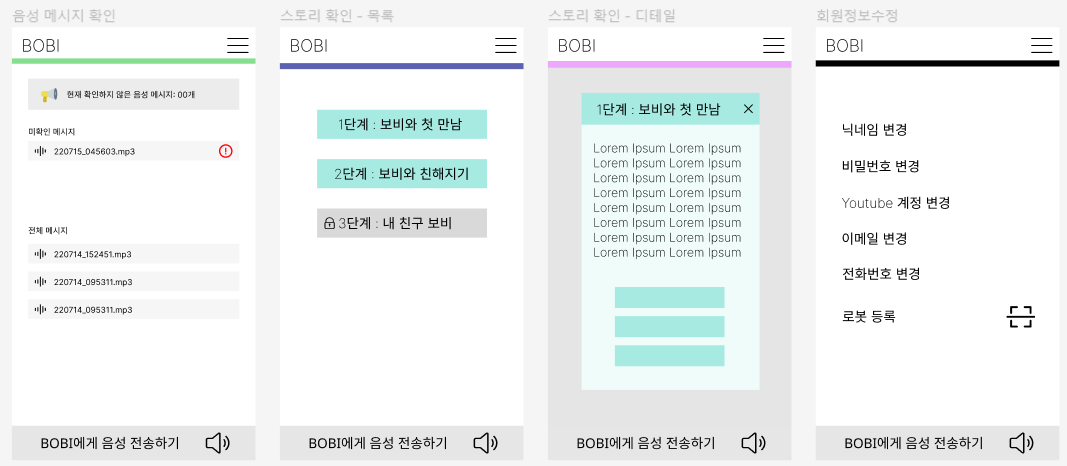 음성 메시지 확인
BOBI
현재 확인하지 않은 음성 메시지: 00개
미확인 메시지
220715_045603.mp3
전체 메시지
220714_152451.mp3
220714_095311.mp3
220714_095311.mp3
BOBI에게 음성 전송하기
스토리 확인 - 목록
BOBI
1단계 : 보비와 첫 만남
2단계 : 보비와 친해지기
3단계 : 내 친구 보비
BOBI에게 음성 전송하기
스토리 확인 - 디테일
BOBI
1단계 : 보비와 첫 만남
Lorem Ipsum Lorem Ipsum
Lorem Ipsum Lorem Ipsum
Lorem Ipsum Lorem Ipsum
Lorem Ipsum Lorem Ipsum
Lorem Ipsum Lorem Ipsum
Lorem Ipsum Lorem Ipsum
Lorem Ipsum Lorem Ipsum
Lorem Ipsum Lorem Ipsum
BOBI에게 음성 전송하기
회원정보수정
BOBI
닉네임 변경
비밀번호 변경
Youtube 계정 변경
이메일 변경
전화번호 변경
로봇 등록
BOBI에게 음성 전송하기